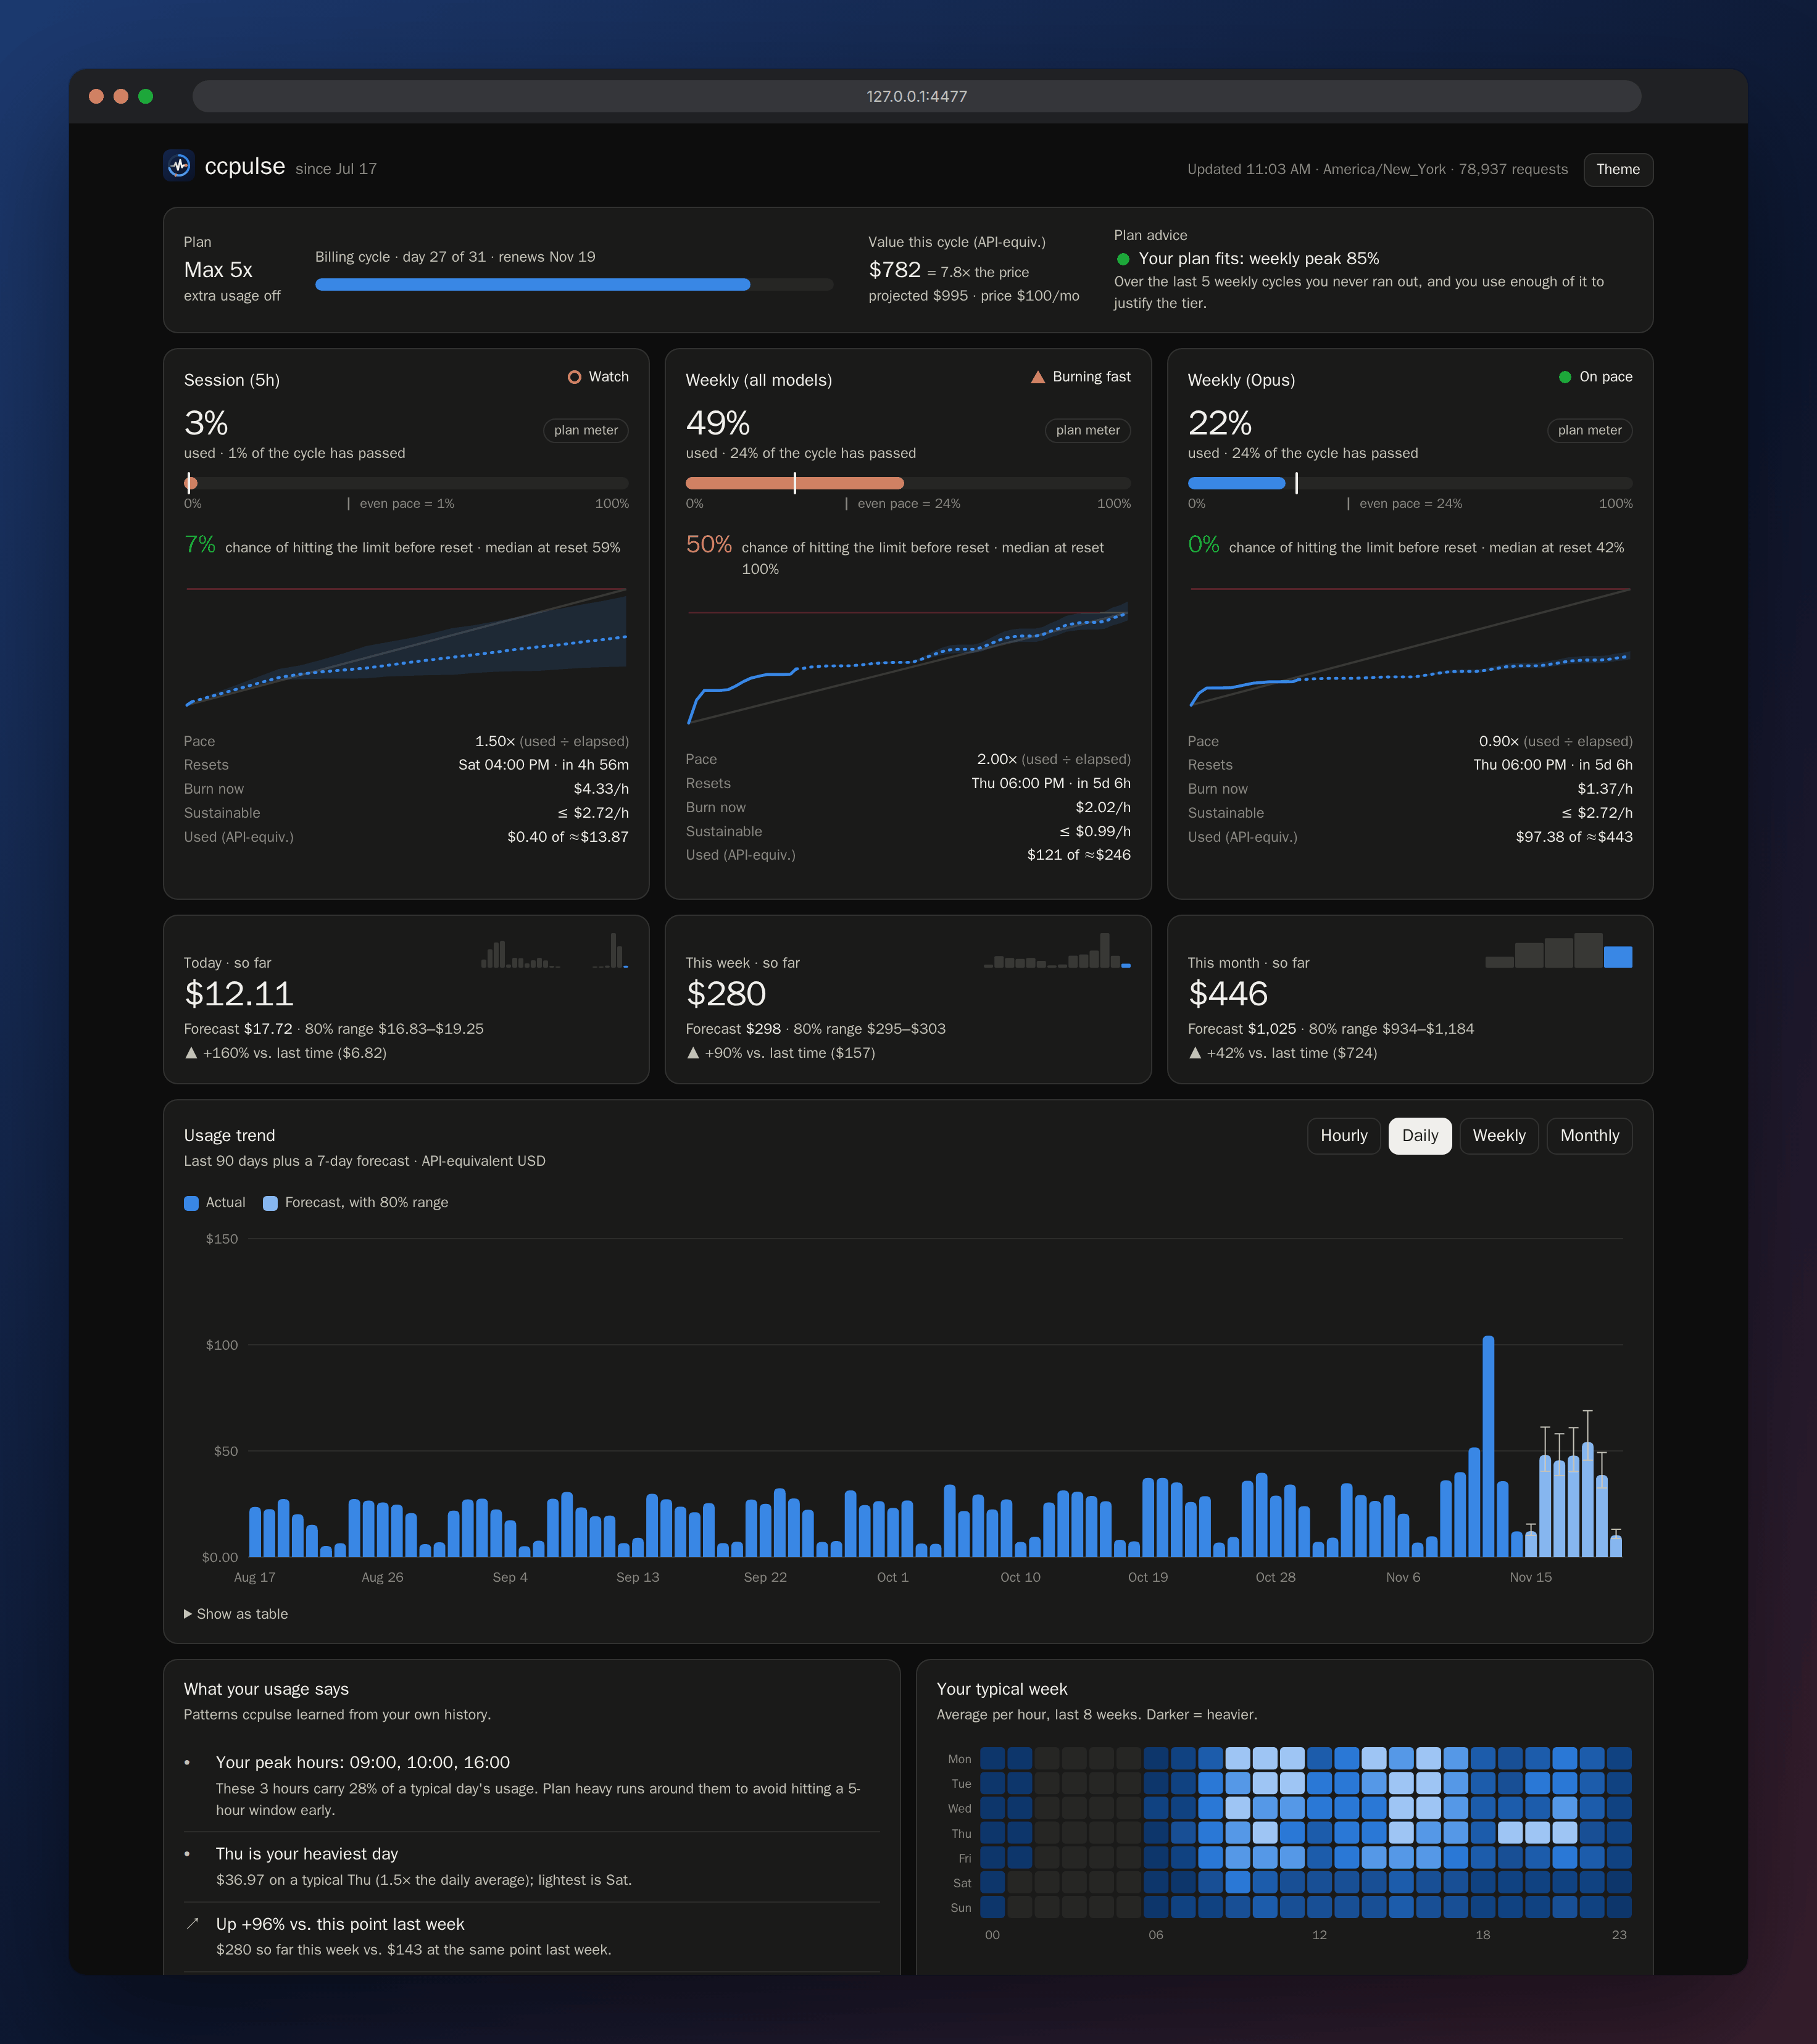 127.0.0.1:4477
ccpulse since Jul 17
Updated 11:03 AM · America/New_York · 78,937 requests
Theme
Plan
Max 5x
extra usage off
Billing cycle · day 27 of 31 · renews Nov 19
Value this cycle (API-equiv.)
$782 = 7.8× the price
projected $995 · price $100/mo
Plan advice
Your plan fits: weekly peak 85%
Over the last 5 weekly cycles you never ran out, and you use enough of it to
justify the tier.
Session (5h)
Watch
3%
plan meter
used · 1% of the cycle has passed
0%
| even pace = 1%
100%
7% chance of hitting the limit before reset · median at reset 59%
Pace 1.50× (used ÷ elapsed)
Resets Sat 04:00 PM · in 4h 56m
Burn now $4.33/h
Sustainable ≤ $2.72/h
Used (API-equiv.) $0.40 of ≈$13.87
Weekly (all models)
Burning fast
49%
plan meter
used · 24% of the cycle has passed
0%
| even pace = 24%
100%
50% chance of hitting the limit before reset · median at reset
100%
Pace 2.00× (used ÷ elapsed)
Resets Thu 06:00 PM · in 5d 6h
Burn now $2.02/h
Sustainable ≤ $0.99/h
Used (API-equiv.) $121 of ≈$246
Weekly (Opus)
On pace
22%
plan meter
used · 24% of the cycle has passed
0%
| even pace = 24%
100%
0% chance of hitting the limit before reset · median at reset 42%
Pace 0.90× (used ÷ elapsed)
Resets Thu 06:00 PM · in 5d 6h
Burn now $1.37/h
Sustainable ≤ $2.72/h
Used (API-equiv.) $97.38 of ≈$443
Today · so far
$12.11
Forecast $17.72 · 80% range $16.83–$19.25
▲ +160% vs. last time ($6.82)
This week · so far
$280
Forecast $298 · 80% range $295–$303
▲ +90% vs. last time ($157)
This month · so far
$446
Forecast $1,025 · 80% range $934–$1,184
▲ +42% vs. last time ($724)
Usage trend
Last 90 days plus a 7-day forecast · API-equivalent USD
Hourly
Daily
Weekly
Monthly
Actual
Forecast, with 80% range
$150
$100
$50
$0.00
Aug 17
Aug 26
Sep 4
Sep 13
Sep 22
Oct 1
Oct 10
Oct 19
Oct 28
Nov 6
Nov 15
▶ Show as table
What your usage says
Patterns ccpulse learned from your own history.
• Your peak hours: 09:00, 10:00, 16:00
These 3 hours carry 28% of a typical day's usage. Plan heavy runs around them to avoid hitting a 5-
hour window early.
• Thu is your heaviest day
$36.97 on a typical Thu (1.5× the daily average); lightest is Sat.
↗ Up +96% vs. this point last week
$280 so far this week vs. $143 at the same point last week.
Your typical week
Average per hour, last 8 weeks. Darker = heavier.
Mon
Tue
Wed
Thu
Fri
Sat
Sun
00
06
12
18
23